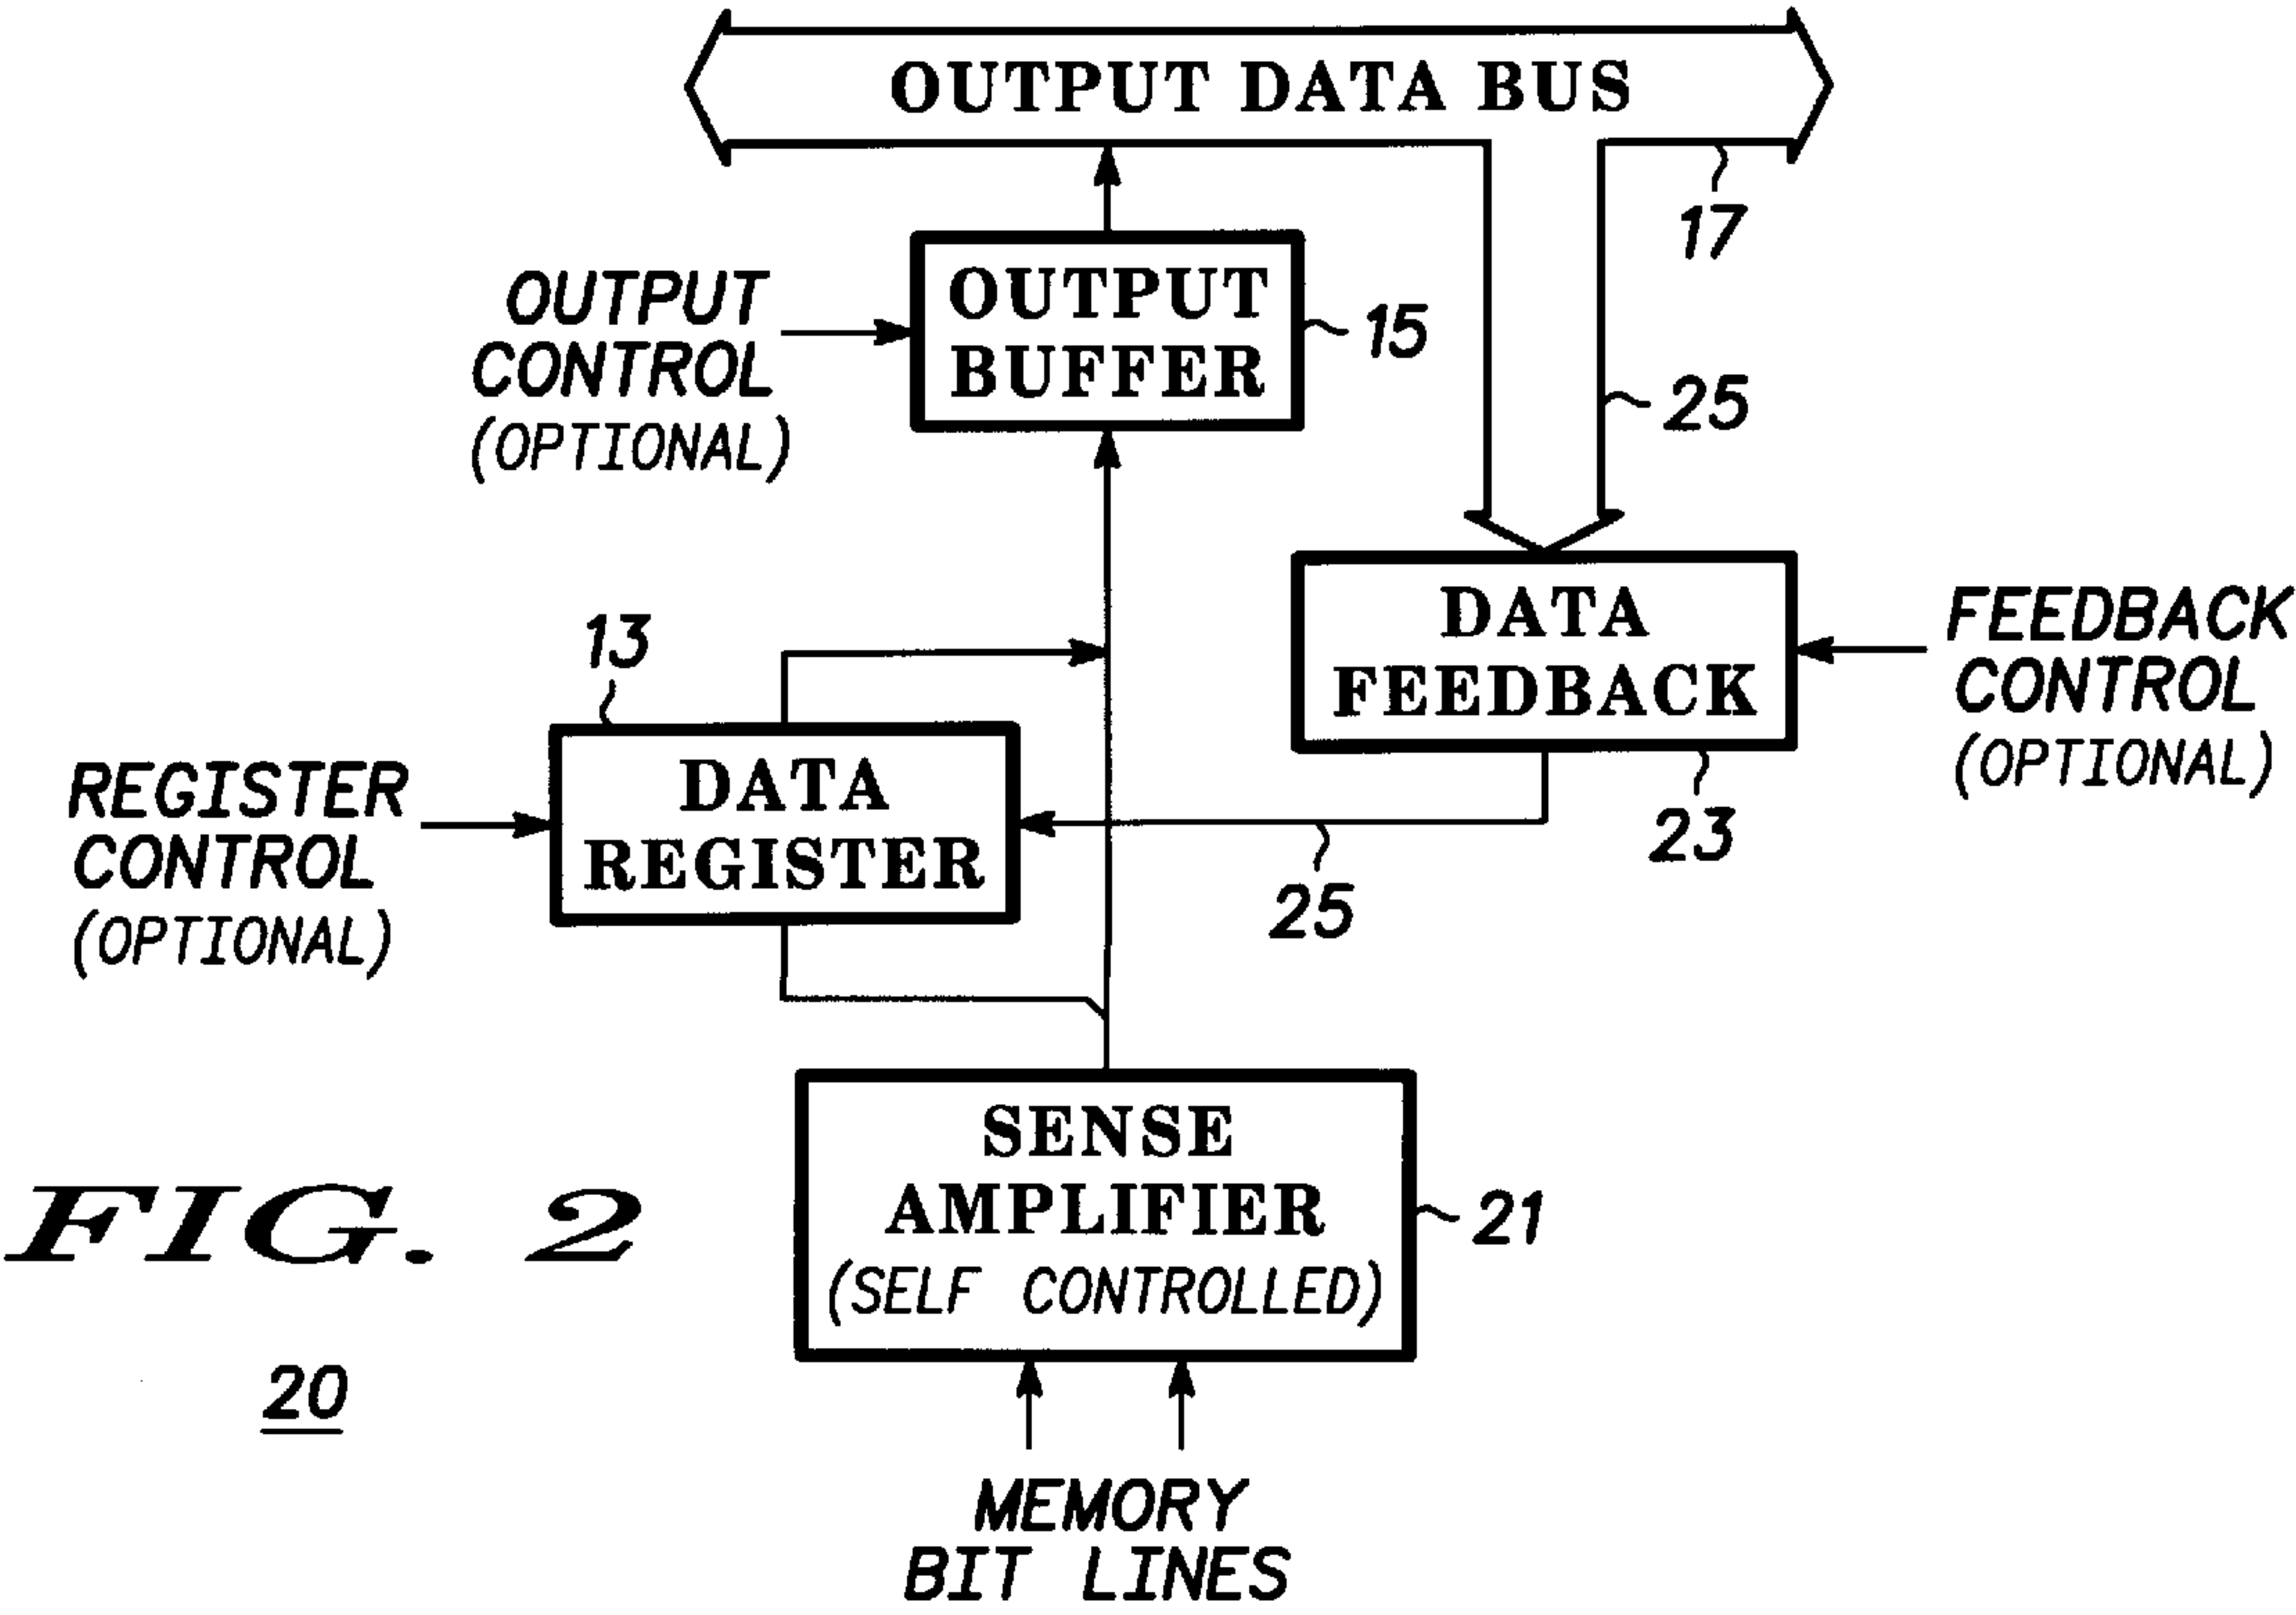 OUTPUT DATA BUS
17
OUTPUT
CONTROL
(OPTIONAL)
OUTPUT
BUFFER
15
25
DATA
FEEDBACK
FEEDBACK
CONTROL
(OPTIONAL)
23
13
REGISTER
CONTROL
(OPTIONAL)
DATA
REGISTER
25
SENSE
AMPLIFIER
(SELF CONTROLLED)
21
FIG. 2
20
MEMORY
BIT LINES